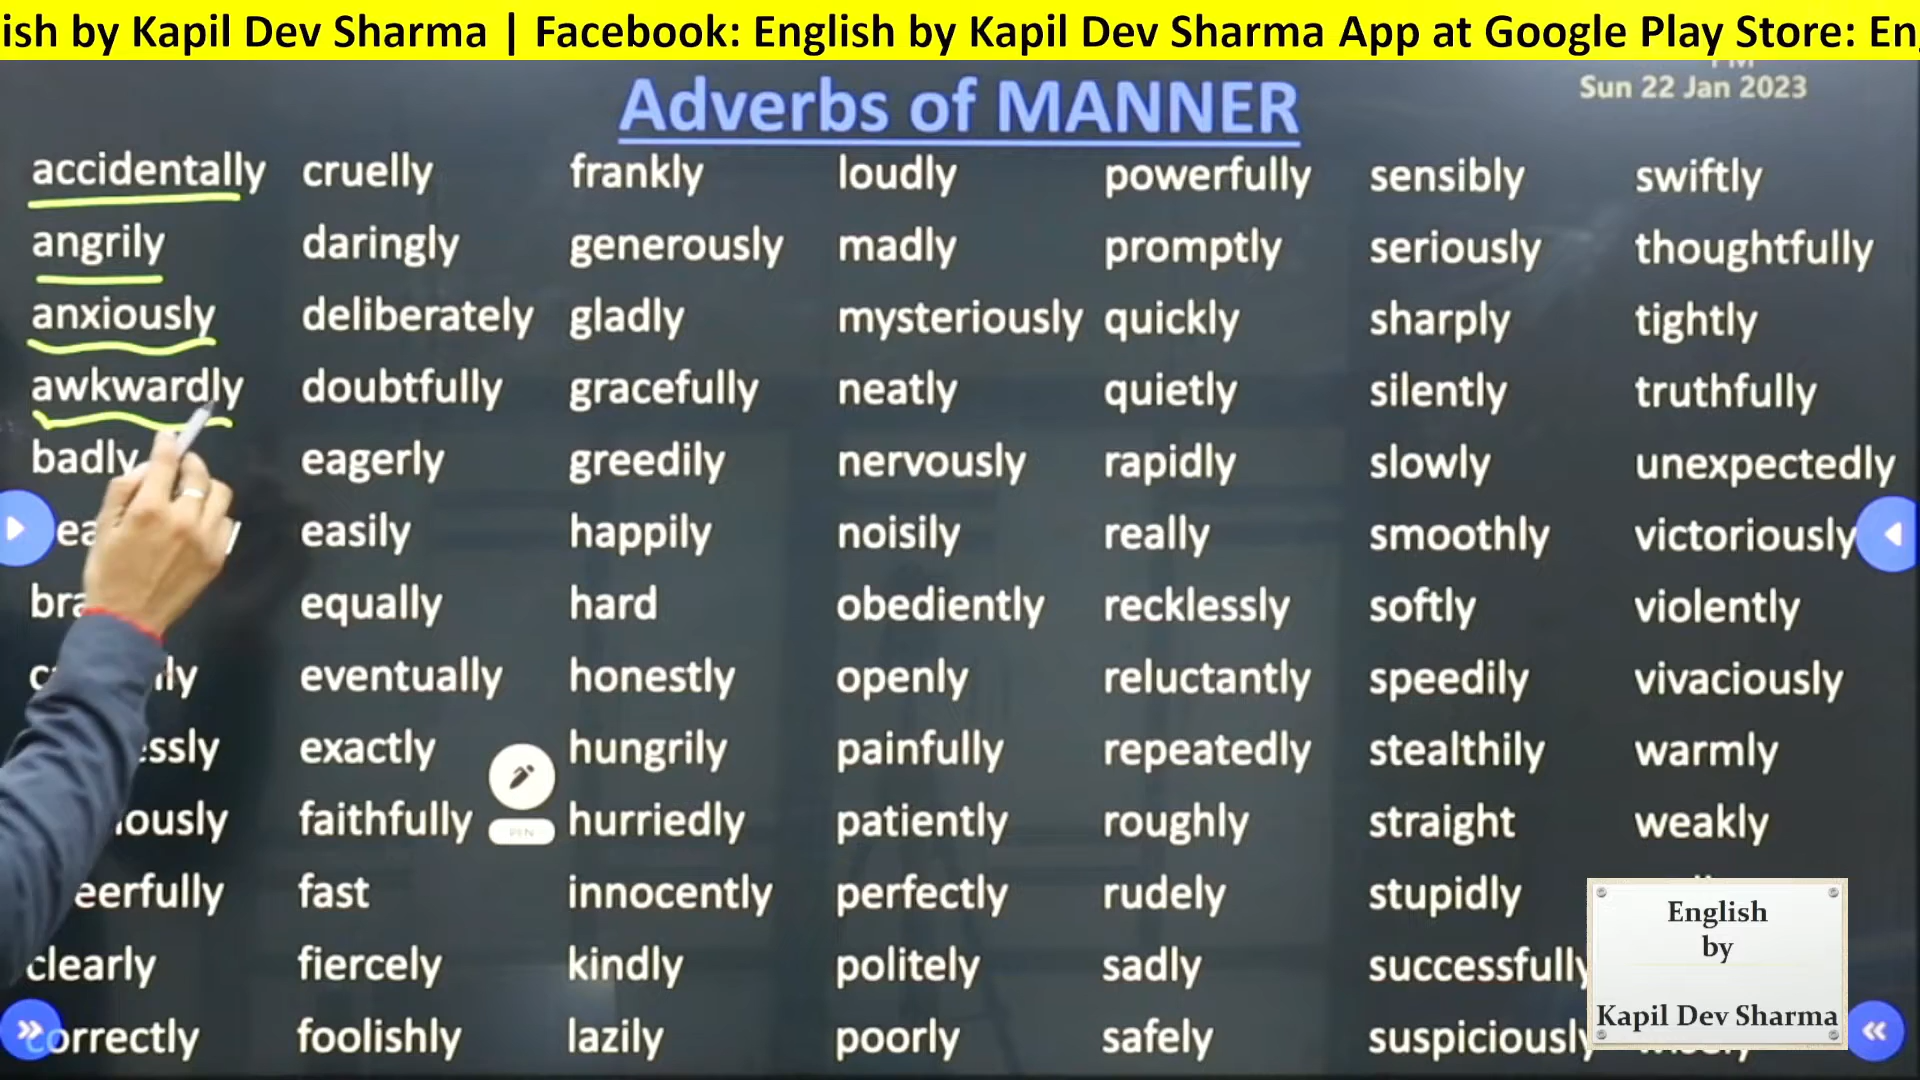 ish by Kapil Dev Sharma | Facebook: English by Kapil Dev Sharma App at Google Play Store: En
Sun 22 Jan 2023
Adverbs of MANNER
accidentally cruelly frankly loudly powerfully sensibly swiftly
angrily daringly generously madly promptly seriously thoughtfully
anxiously deliberately gladly mysteriously quickly sharply tightly
awkwardly doubtfully gracefully neatly quietly silently truthfully
badly eagerly greedily nervously rapidly slowly unexpectedly
easily happily noisily really smoothly victoriously
equally hard obediently recklessly softly violently
eventually honestly openly reluctantly speedily vivaciously
exactly hungrily painfully repeatedly stealthily warmly
faithfully hurriedly patiently roughly straight weakly
PEN
eerfully fast innocently perfectly rudely stupidly
clearly fiercely kindly politely sadly successfully
correctly foolishly lazily poorly safely suspiciously
English
by
Kapil Dev Sharma